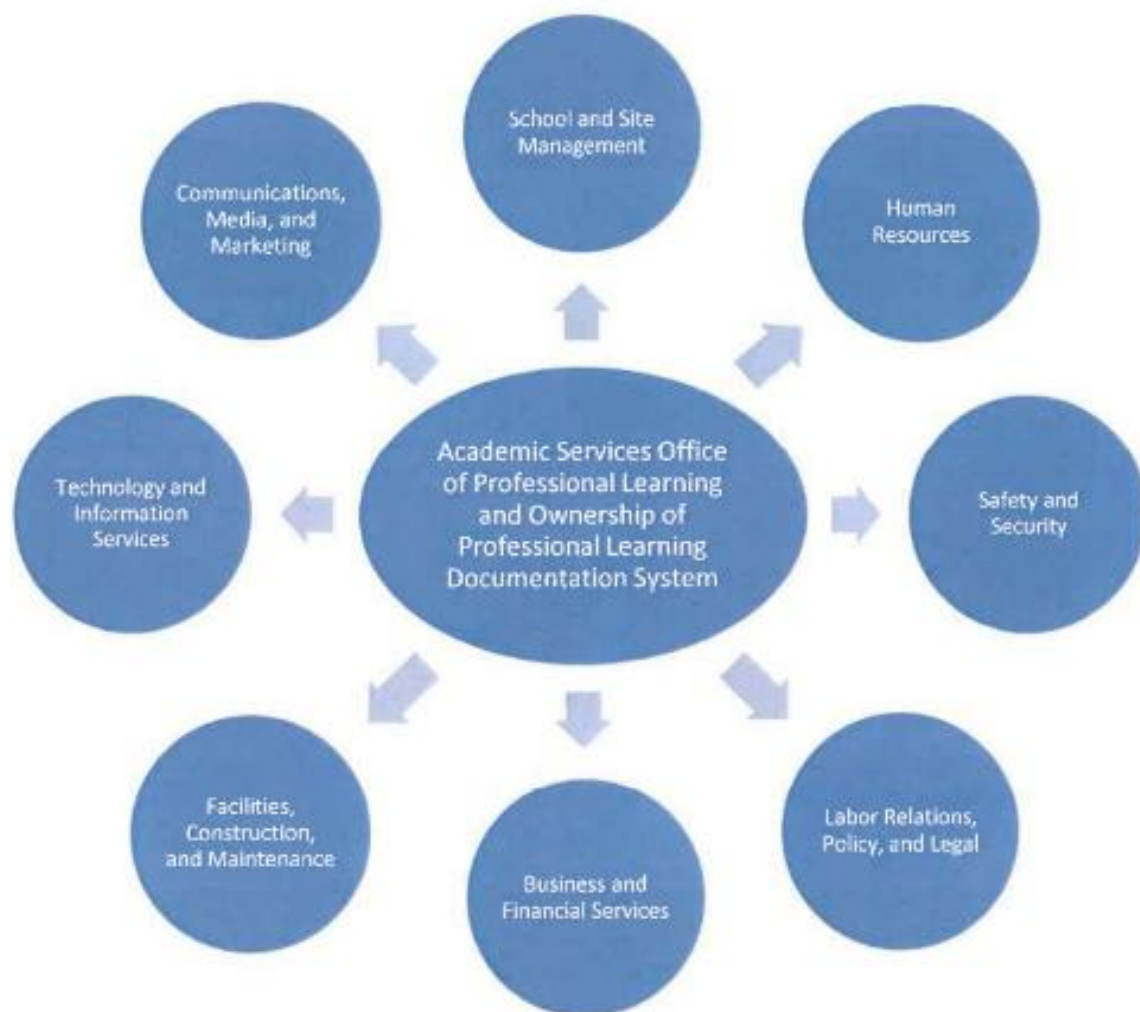 School and Site
Management
Communications,
Media, and
Marketing
Human
Resources
Academic Services Office
of Professional Learning
and Ownership of
Professional Learning
Documentation System
Technology and
Information
Services
Safety and
Security
Facilities,
Construction,
and Maintenance
Labor Relations,
Policy, and Legal
Business and
Financial Services